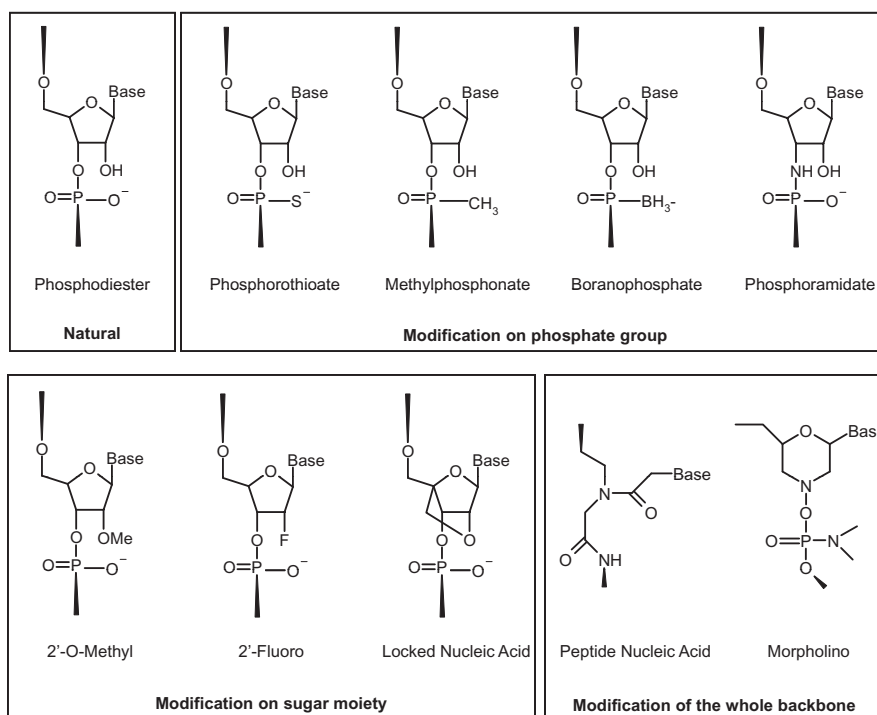 O
O
Base
O
OH
O=P—O⁻
Phosphodiester
Natural
O
O
Base
O
OH
O=P—S⁻
Phosphorothioate
O
O
Base
O
OH
O=P—CH₃
Methylphosphonate
O
O
Base
O
OH
O=P—BH₃-
Boranophosphate
O
O
Base
NH
OH
O=P—O⁻
Phosphoramidate
Modification on phosphate group
O
O
Base
O
OMe
O=P—O⁻
2'-O-Methyl
O
O
Base
O
F
O=P—O⁻
2'-Fluoro
O
O
Base
O
O
O=P—O⁻
Locked Nucleic Acid
Modification on sugar moiety
N
Base
O
O
NH
Peptide Nucleic Acid
O
Bas
N
O
O=P—N
O
Morpholino
Modification of the whole backbone